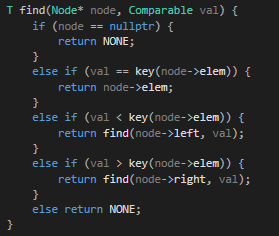 T find(Node* node, Comparable val) {
    if (node == nullptr) {
        return NONE;
    }
    else if (val == key(node->elem)) {
        return node->elem;
    }
    else if (val < key(node->elem)) {
        return find(node->left, val);
    }
    else if (val > key(node->elem)) {
        return find(node->right, val);
    }
    else return NONE;
}